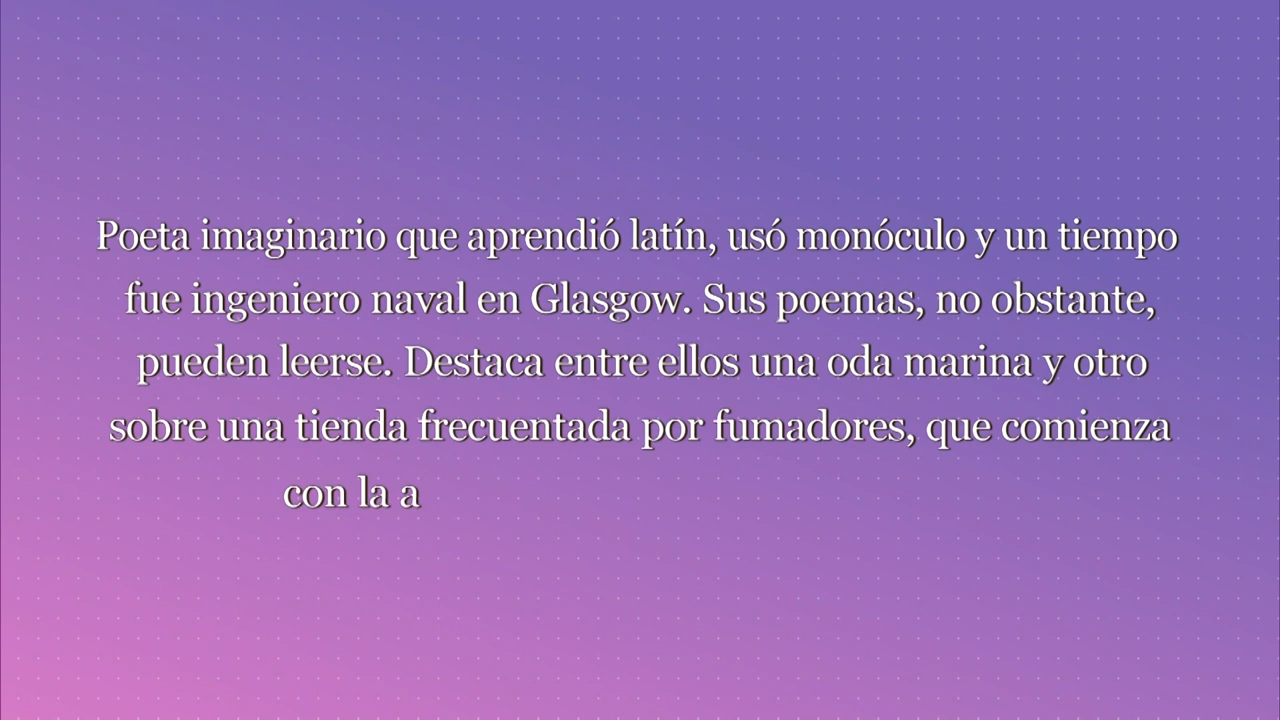 Poeta imaginario que aprendió latín, usó monóculo y un tiempo
fue ingeniero naval en Glasgow. Sus poemas, no obstante,
pueden leerse. Destaca entre ellos una oda marina y otro
sobre una tienda frecuentada por fumadores, que comienza
con la a